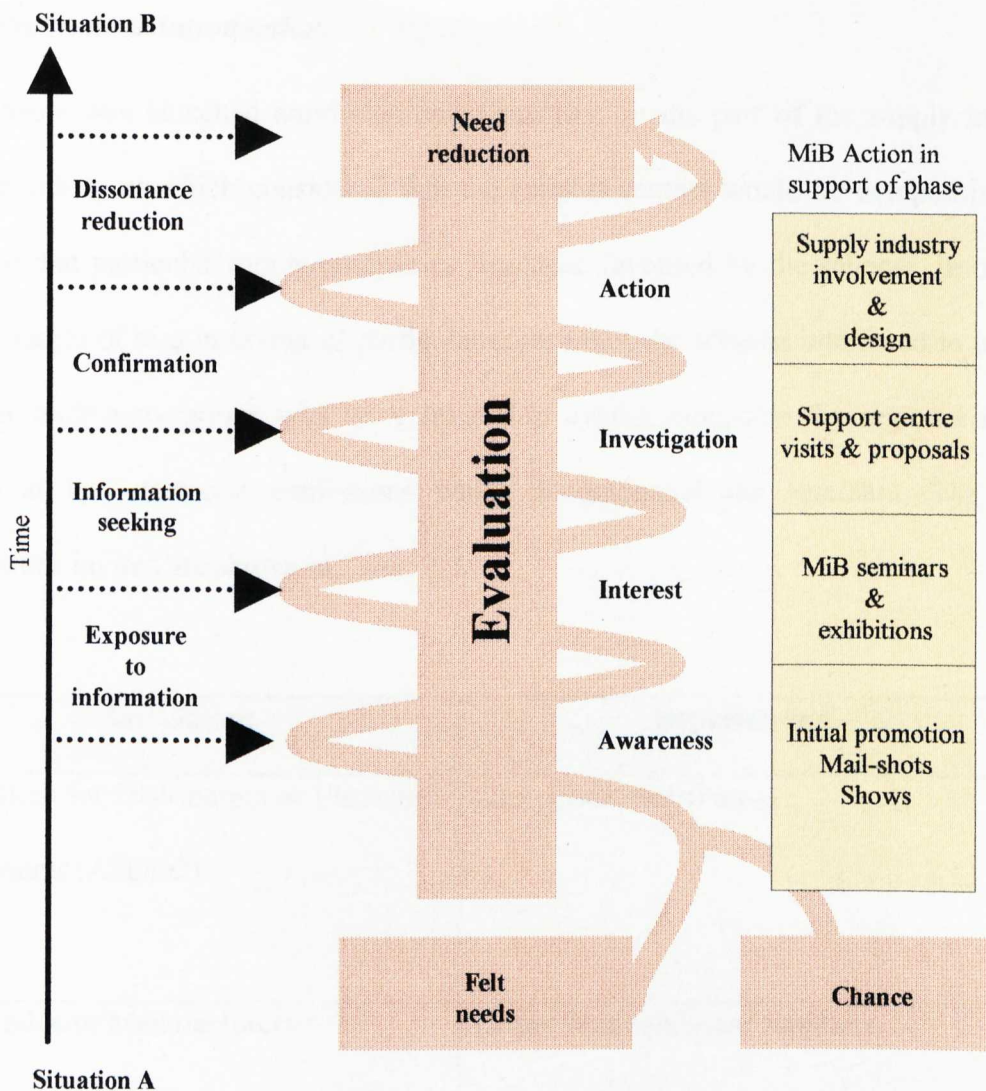 Situation B
Need
reduction
MiB Action in
support of phase
Dissonance
reduction
Supply industry
involvement
&
design
Action
Confirmation
Support centre
visits & proposals
Investigation
Information
seeking
Time
Evaluation
MiB seminars
&
exhibitions
Interest
Exposure
to
information
Awareness
Initial promotion
Mail-shots
Shows
Felt
needs
Chance
Situation A